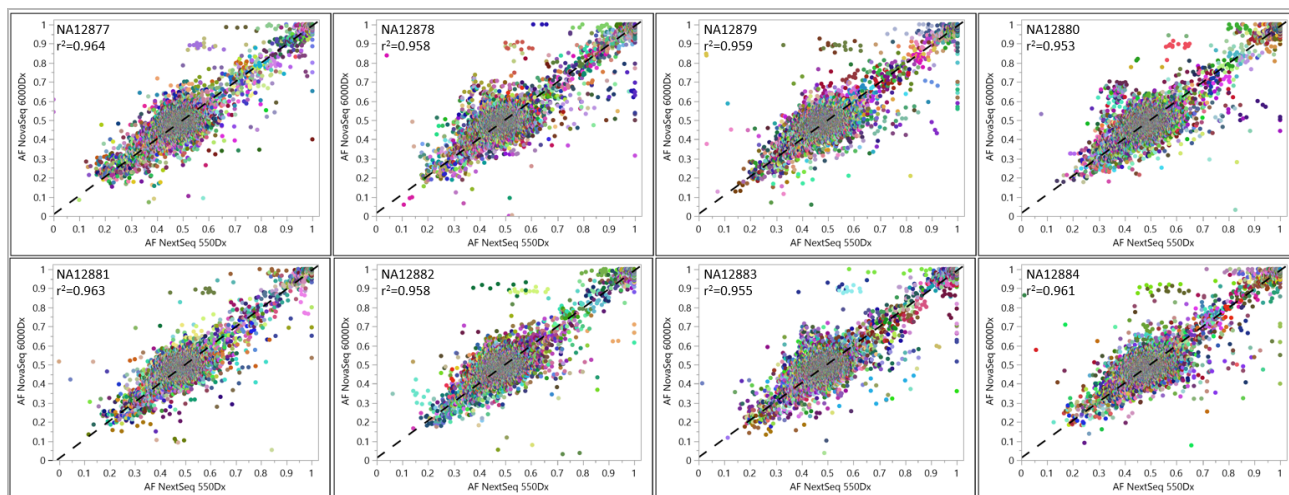 NA12877
r²=0.964
AF NovaSeq 6000Dx
1
0.9
0.8
0.7
0.6
0.5
0.4
0.3
0.2
0.1
0
0 0.1 0.2 0.3 0.4 0.5 0.6 0.7 0.8 0.9 1
AF NextSeq 550Dx
NA12878
r²=0.958
AF NovaSeq 6000Dx
1
0.9
0.8
0.7
0.6
0.5
0.4
0.3
0.2
0.1
0
0 0.1 0.2 0.3 0.4 0.5 0.6 0.7 0.8 0.9 1
AF NextSeq 550Dx
NA12879
r²=0.959
AF NovaSeq 6000Dx
1
0.9
0.8
0.7
0.6
0.5
0.4
0.3
0.2
0.1
0
0 0.1 0.2 0.3 0.4 0.5 0.6 0.7 0.8 0.9 1
AF NextSeq 550Dx
NA12880
r²=0.953
AF NovaSeq 6000Dx
1
0.9
0.8
0.7
0.6
0.5
0.4
0.3
0.2
0.1
0
0 0.1 0.2 0.3 0.4 0.5 0.6 0.7 0.8 0.9 1
AF NextSeq 550Dx
NA12881
r²=0.963
AF NovaSeq 6000Dx
1
0.9
0.8
0.7
0.6
0.5
0.4
0.3
0.2
0.1
0
-0 0.1 0.2 0.3 0.4 0.5 0.6 0.7 0.8 0.9 1
AF NextSeq 550Dx
NA12882
r²=0.958
AF NovaSeq 6000Dx
1
0.9
0.8
0.7
0.6
0.5
0.4
0.3
0.2
0.1
0
0 0.1 0.2 0.3 0.4 0.5 0.6 0.7 0.8 0.9 1
AF NextSeq 550Dx
NA12883
r²=0.955
AF NovaSeq 6000Dx
1
0.9
0.8
0.7
0.6
0.5
0.4
0.3
0.2
0.1
0
-0 0.1 0.2 0.3 0.4 0.5 0.6 0.7 0.8 0.9 1
AF NextSeq 550Dx
NA12884
r²=0.961
AF NovaSeq 6000Dx
1
0.9
0.8
0.7
0.6
0.5
0.4
0.3
0.2
0.1
0
-0 0.1 0.2 0.3 0.4 0.5 0.6 0.7 0.8 0.9 1
AF NextSeq 550Dx